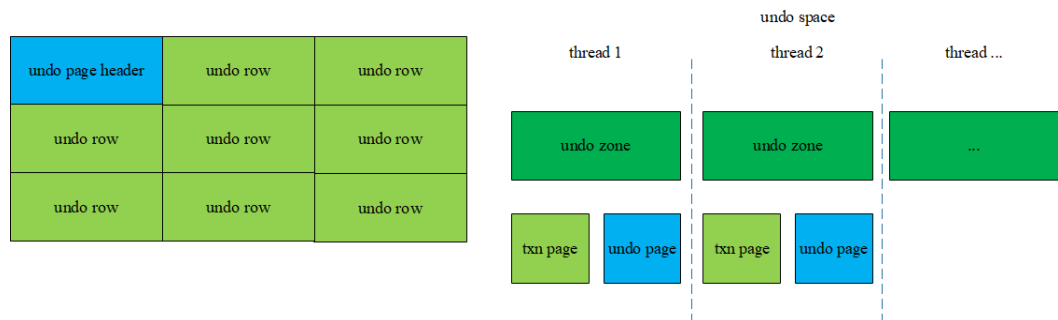 undo page header
undo row
undo row
undo row
undo row
undo row
undo row
undo row
undo row
undo space
thread 1
thread 2
thread ...
undo zone
undo zone
...
txn page
undo page
txn page
undo page